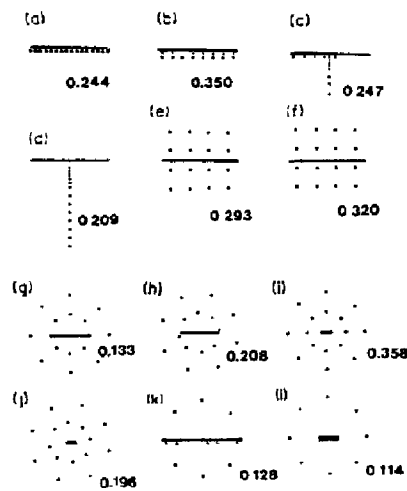 (a) (b) (c)
0.244 0.350 0 247
(d) (e) (f)
0 209 0 293 0 320
(g) (h) (i)
0.133 0.208 0.358
(j) (k) (l)
0.196 0 128 0 114